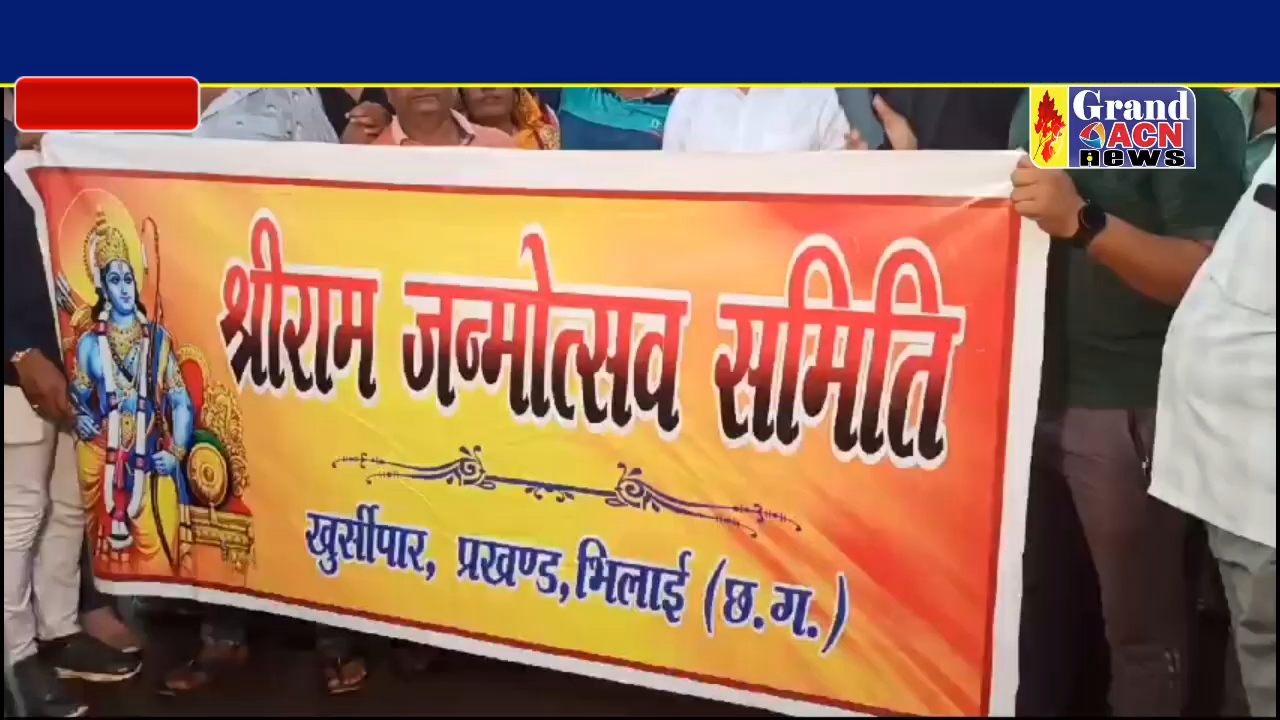 Grand
ACN
news
श्रीराम जन्मोत्सव समिति
खुर्सीपार, प्रखण्ड, भिलाई (छ.ग.)